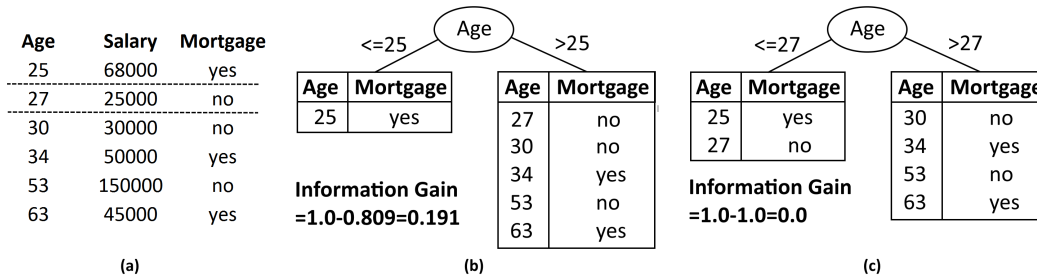 Age Salary Mortgage
25 68000 yes
27 25000 no
30 30000 no
34 50000 yes
53 150000 no
63 45000 yes
(a)
Age
<=25 >25
Age Mortgage
25 yes
Age Mortgage
27 no
30 no
34 yes
53 no
63 yes
Information Gain
=1.0-0.809=0.191
(b)
Age
<=27 >27
Age Mortgage
25 yes
27 no
Age Mortgage
30 no
34 yes
53 no
63 yes
Information Gain
=1.0-1.0=0.0
(c)